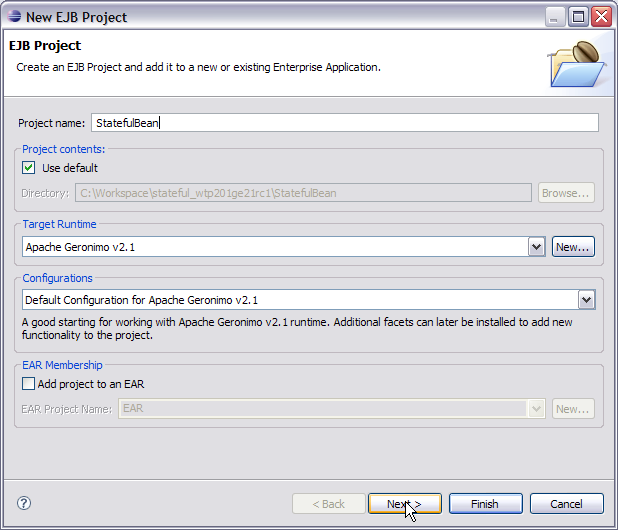 New EJB Project
EJB Project
Create an EJB Project and add it to a new or existing Enterprise Application.
Project name: StatefulBean
Project contents:
Use default
Directory: C:\Workspace\stateful_wtp201ge21rc1\StatefulBean Browse...
Target Runtime
Apache Geronimo v2.1 New...
Configurations
Default Configuration for Apache Geronimo v2.1
A good starting for working with Apache Geronimo v2.1 runtime. Additional facets can later be installed to add new
functionality to the project.
EAR Membership
Add project to an EAR
EAR Project Name: EAR New...
? < Back Next > Finish Cancel